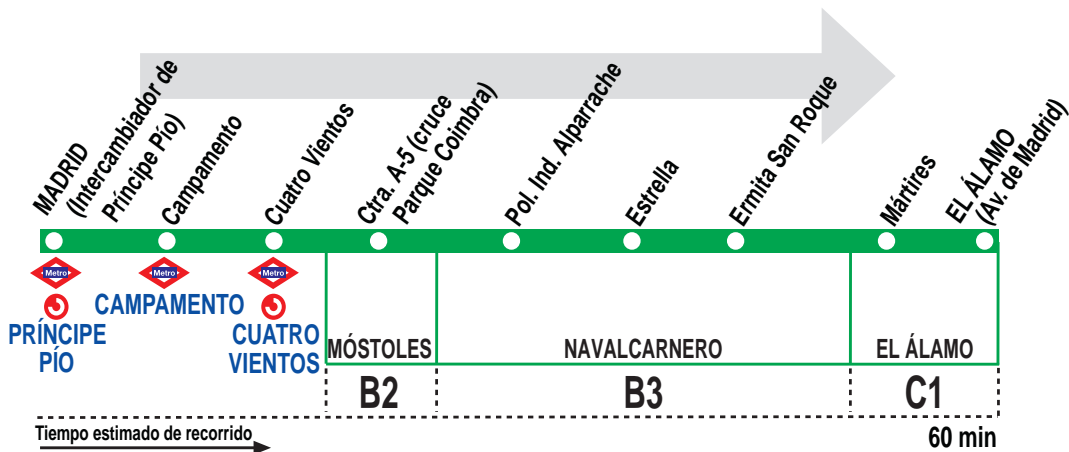 MADRID
(Intercambiador de
Príncipe Pío)
Campamento
Cuatro Vientos
Ctra. A-5 (cruce
Parque Coimbra)
Pol. Ind. Alparrache
Estrella
Ermita San Roque
Mártires
EL ÁLAMO
(Av. de Madrid)
Metro
Metro
Metro
PRÍNCIPE
PÍO
CAMPAMENTO
CUATRO
VIENTOS
MÓSTOLES
NAVALCARNERO
EL ÁLAMO
B2
B3
C1
Tiempo estimado de recorrido
60 min